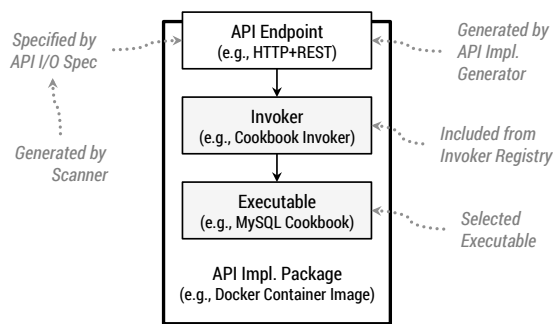 API Endpoint
(e.g., HTTP+REST)
Specified by
API I/O Spec
Generated by
API Impl.
Generator
Invoker
(e.g., Cookbook Invoker)
Generated by
Scanner
Included from
Invoker Registry
Executable
(e.g., MySQL Cookbook)
Selected
Executable
API Impl. Package
(e.g., Docker Container Image)